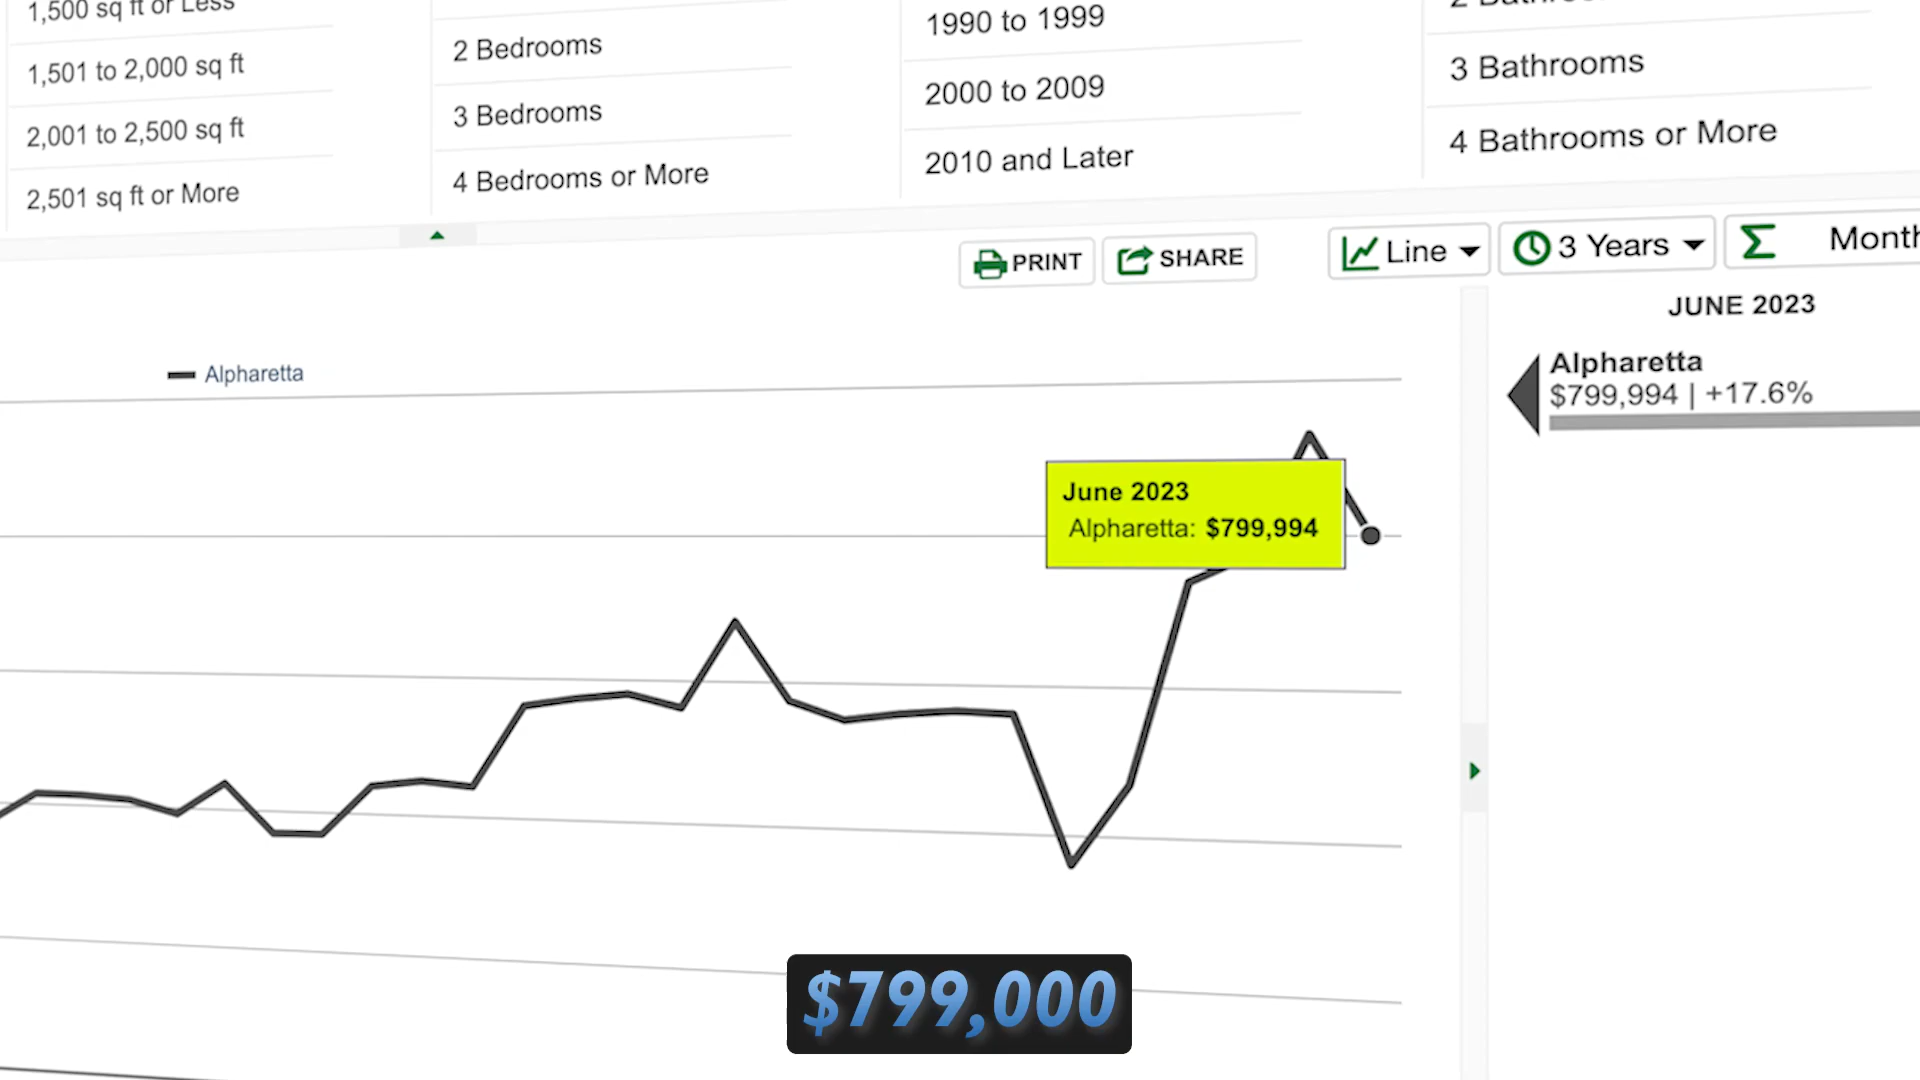 1,500 sq ft or Less
1,501 to 2,000 sq ft
2,001 to 2,500 sq ft
2,501 sq ft or More
2 Bedrooms
3 Bedrooms
4 Bedrooms or More
1990 to 1999
2000 to 2009
2010 and Later
3 Bathrooms
4 Bathrooms or More
PRINT
SHARE
Line
3 Years
Σ
JUNE 2023
Alpharetta
$799,994 | +17.6%
Alpharetta
June 2023
Alpharetta: $799,994
$799,000